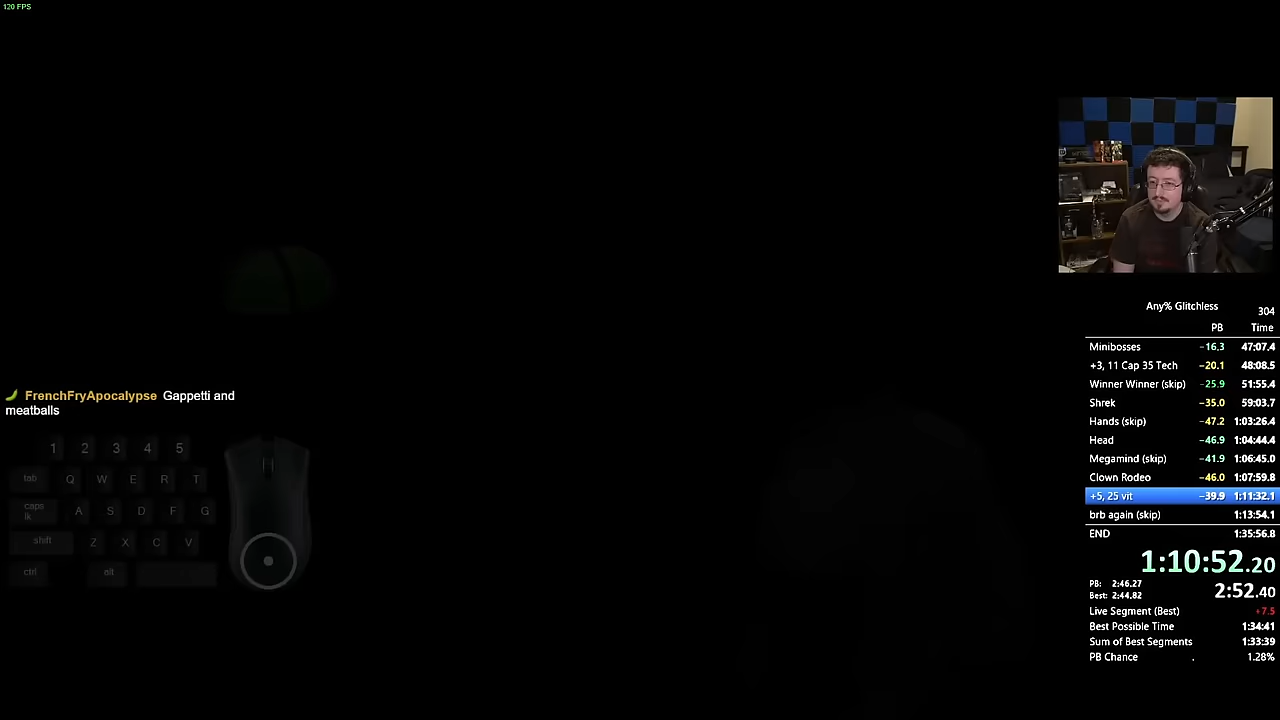 120 FPS
Any% Glitchless
304
PB Time
Minibosses -16.3 47:07.4
+3, 11 Cap 35 Tech -20.1 48:08.5
Winner Winner (skip) -25.9 51:55.4
Shrek -35.0 59:03.7
Hands (skip) -47.2 1:03:26.4
Head -46.9 1:04:44.4
Megamind (skip) -41.9 1:06:45.0
Clown Rodeo -46.0 1:07:59.8
+5, 25 vit -39.9 1:11:32.1
brb again (skip) 1:13:54.1
END 1:35:56.8
1:10:52.20
PB: 2:46.27
Best: 2:44.82
2:52.40
Live Segment (Best) +7.5
Best Possible Time 1:34:41
Sum of Best Segments 1:33:39
PB Chance 1.28%
FrenchFryApocalypse Gappetti and
meatballs
1 2 3 4 5
tab Q W E R T
caps lk A S D F G
shift Z X C V
ctrl alt